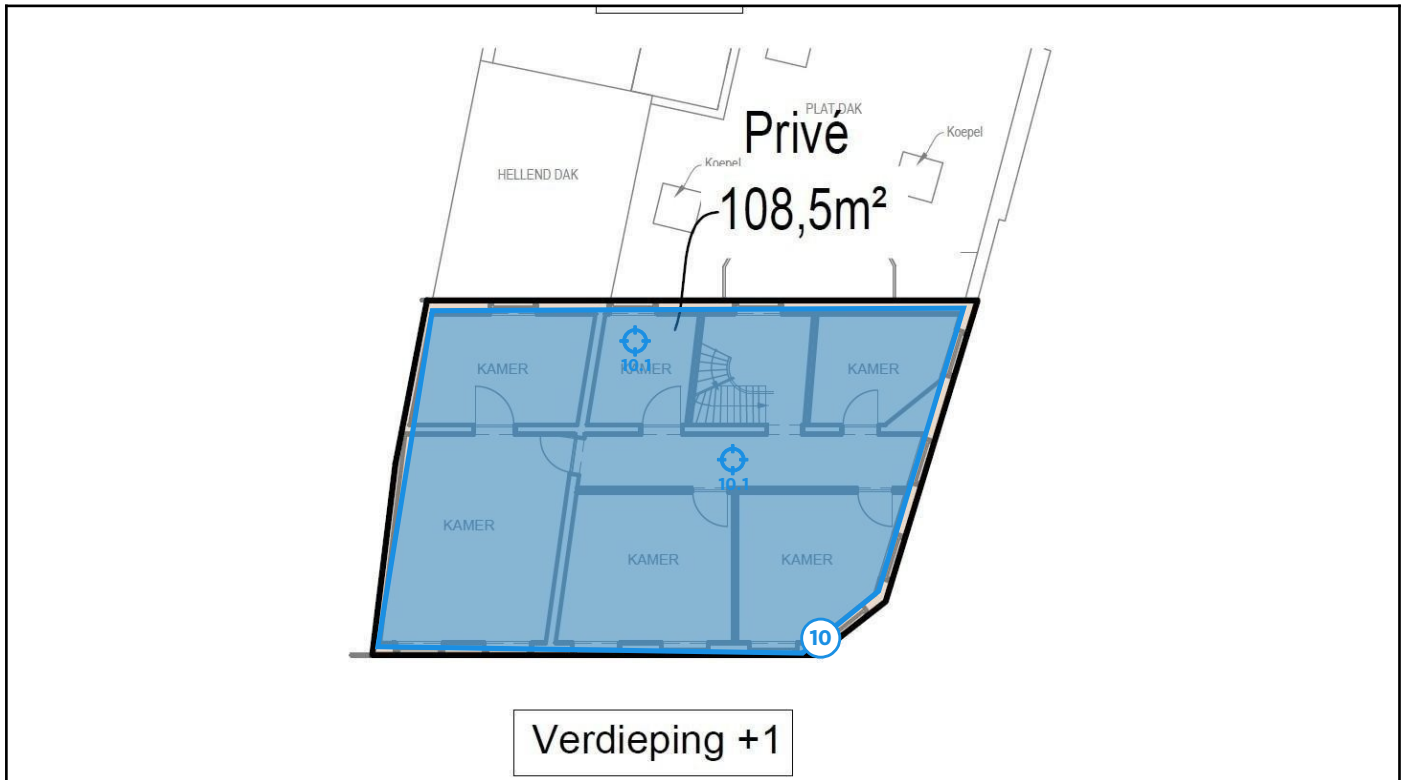 PLAT DAK
Privé
Koepel
Koepel
HELLEND DAK
108,5m²
KAMER
10.1
KAMER
KAMER
10.1
KAMER
KAMER
KAMER
10
Verdieping +1